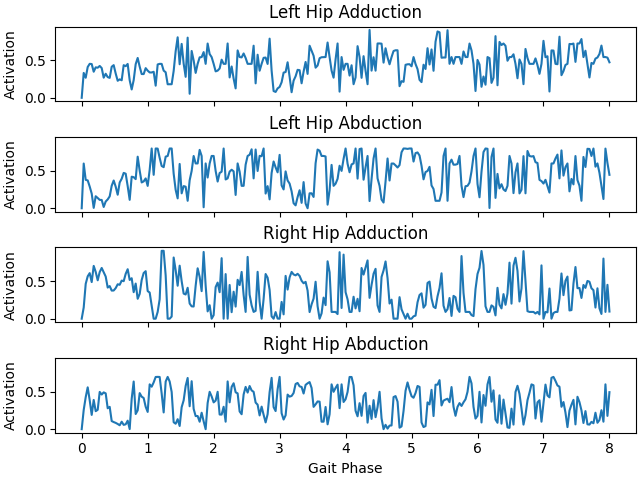 Left Hip Adduction
Activation
0.5
0.0
Left Hip Abduction
Activation
0.5
0.0
Right Hip Adduction
Activation
0.5
0.0
Right Hip Abduction
Activation
0.5
0.0
0 1 2 3 4 5 6 7 8
Gait Phase